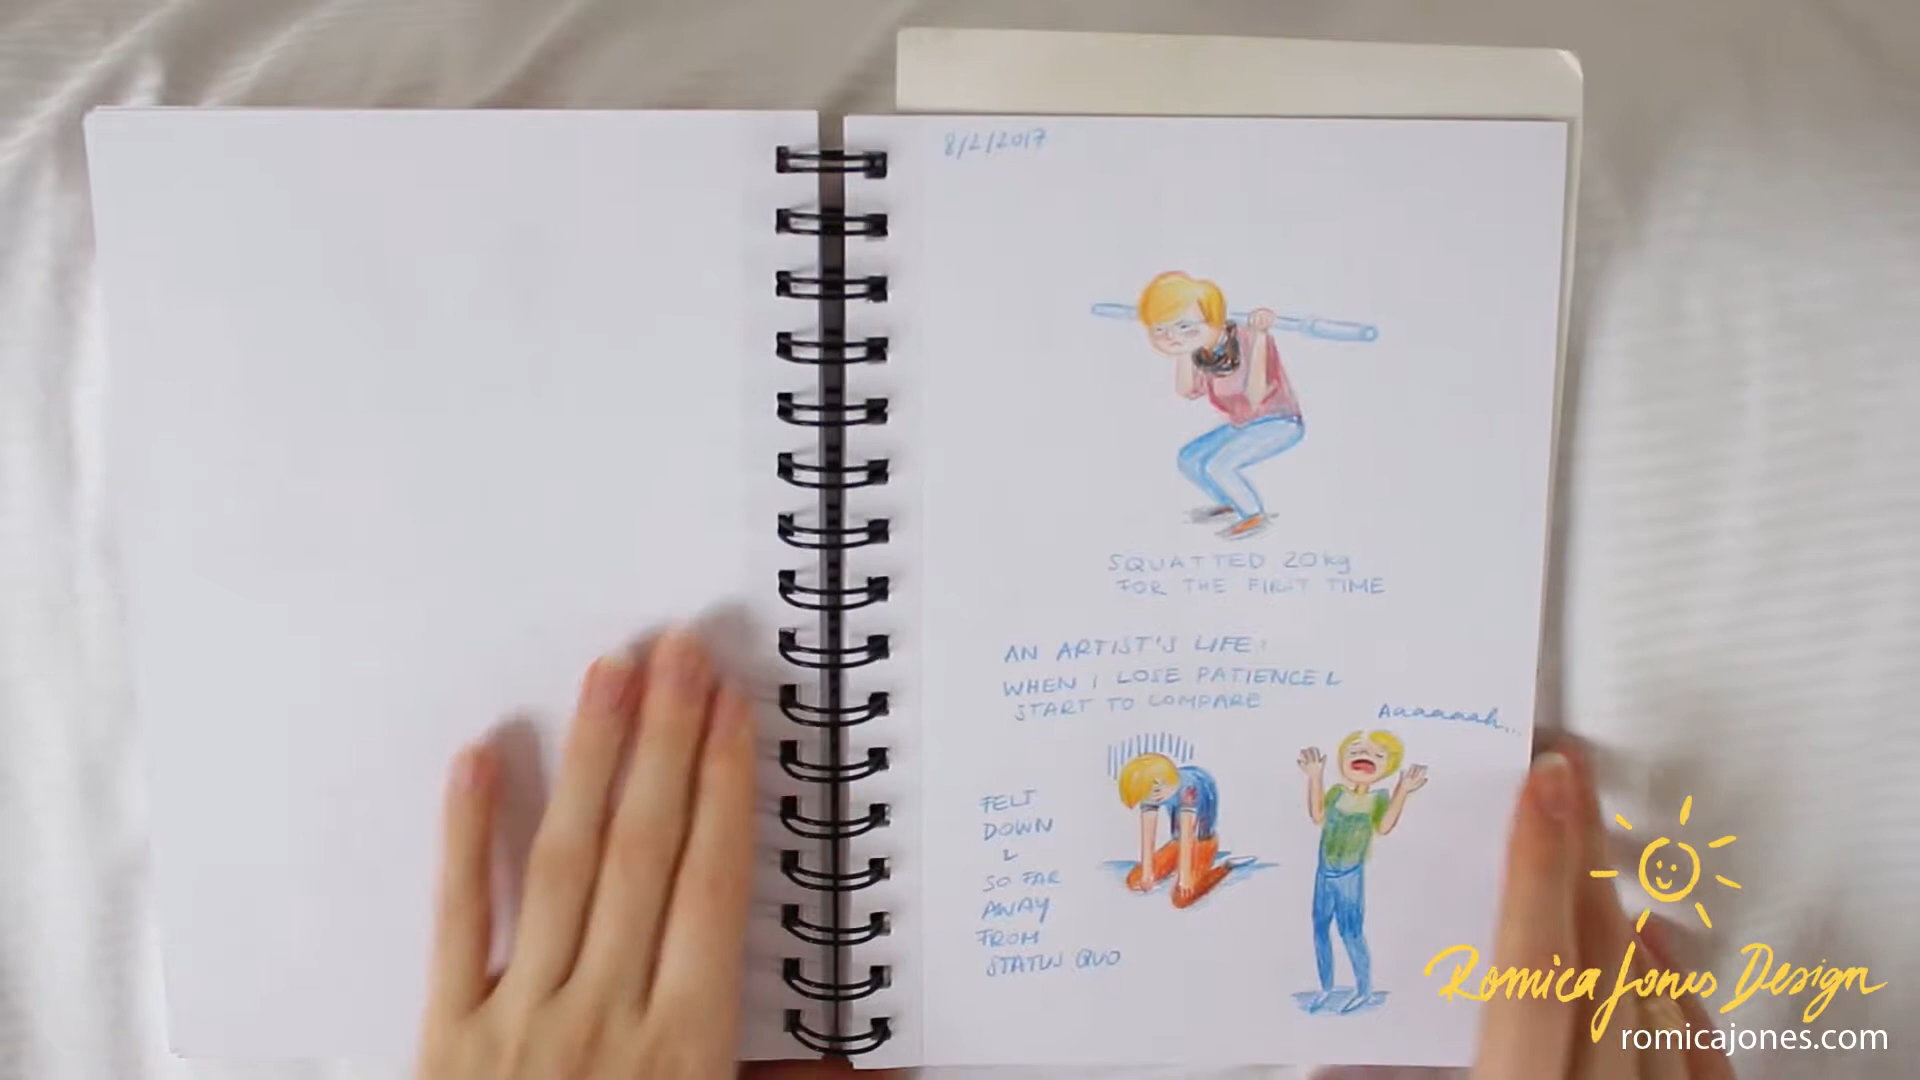 8/2/2017
SQUATTED 20kg
FOR THE FIRST TIME
AN ARTIST'S LIFE:
WHEN I LOSE PATIENCE &
START TO COMPARE
Aaaaaah...
FELT
DOWN
&
SO FAR
AWAY
FROM
STATUS QUO
Romica Jones Design
romicajones.com